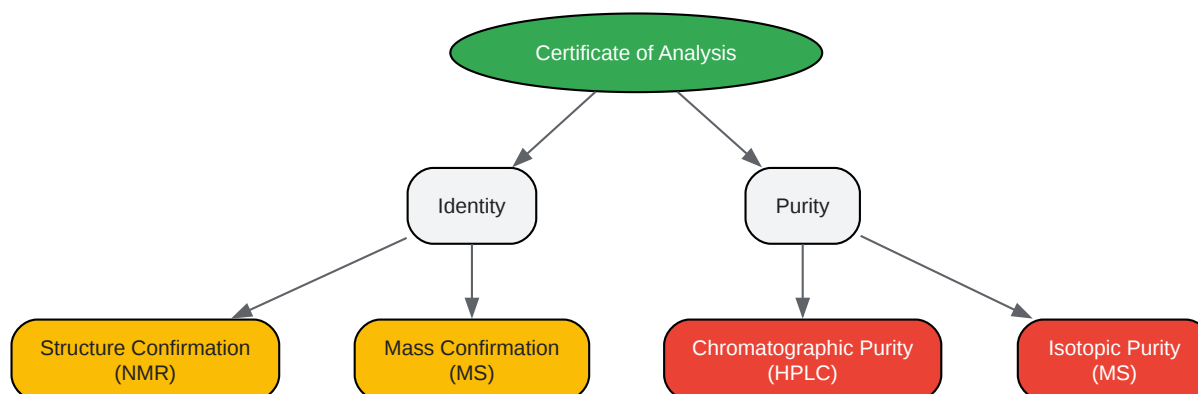 Certificate of Analysis
Identity
Purity
Structure Confirmation
(NMR)
Mass Confirmation
(MS)
Chromatographic Purity
(HPLC)
Isotopic Purity
(MS)